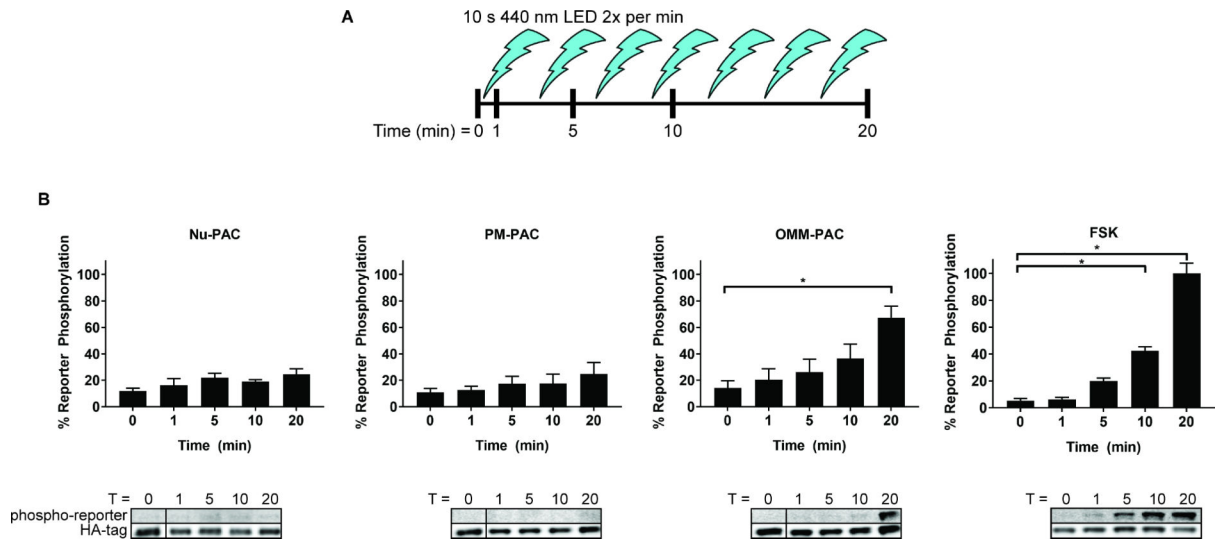 A
10 s 440 nm LED 2x per min
Time (min) = 0 1 5 10 20
B
Nu-PAC
% Reporter Phosphorylation
100
80
60
40
20
0
0 1 5 10 20
Time (min)
PM-PAC
% Reporter Phosphorylation
100
80
60
40
20
0
0 1 5 10 20
Time (min)
OMM-PAC
% Reporter Phosphorylation
100
80
60
40
20
0
*
0 1 5 10 20
Time (min)
FSK
% Reporter Phosphorylation
100
80
60
40
20
0
*
*
0 1 5 10 20
Time (min)
T = 0 1 5 10 20
phospho-reporter
HA-tag
T = 0 1 5 10 20
T = 0 1 5 10 20
T = 0 1 5 10 20